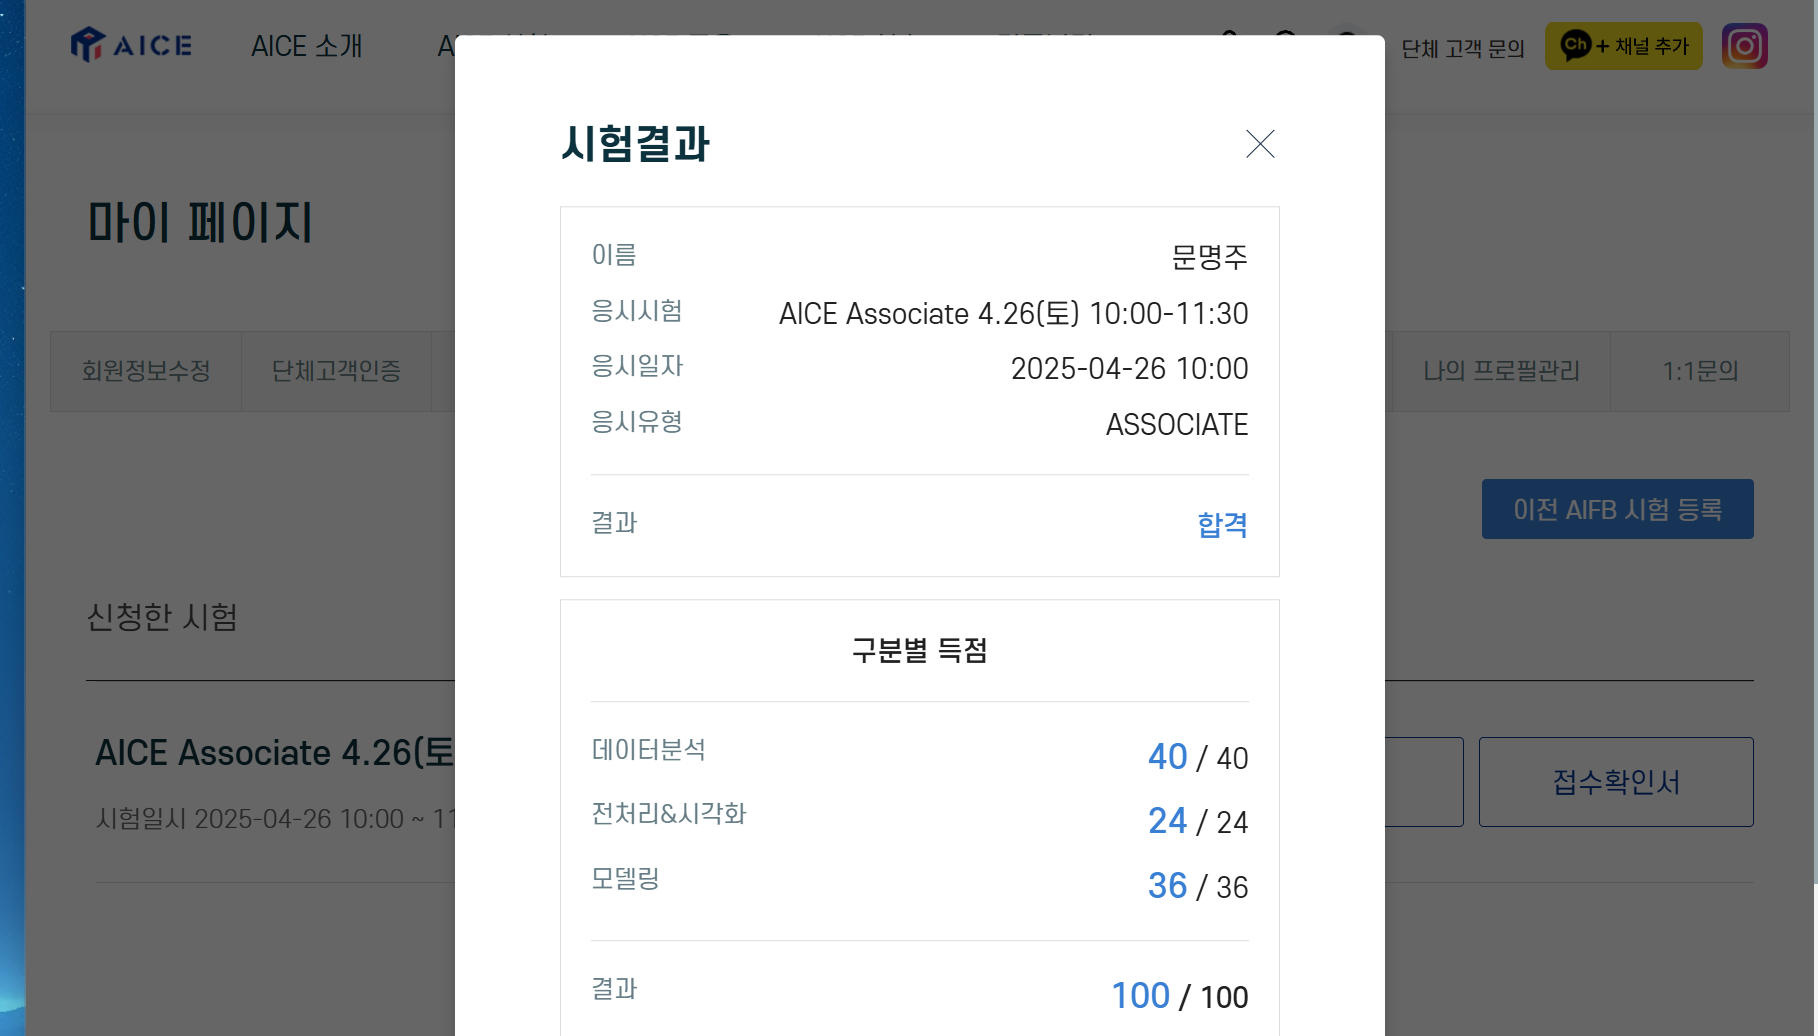 AICE
AICE 소개
단체 고객 문의
Ch + 채널 추가
시험결과
마이 페이지
이름 문명주
응시시험 AICE Associate 4.26(토) 10:00-11:30
응시일자 2025-04-26 10:00
응시유형 ASSOCIATE
결과 합격
회원정보수정
단체고객인증
나의 프로필관리
1:1문의
이전 AIFB 시험 등록
신청한 시험
구분별 득점
데이터분석 40 / 40
전처리&시각화 24 / 24
모델링 36 / 36
결과 100 / 100
AICE Associate 4.26(토
시험일시 2025-04-26 10:00 ~ 11
접수확인서